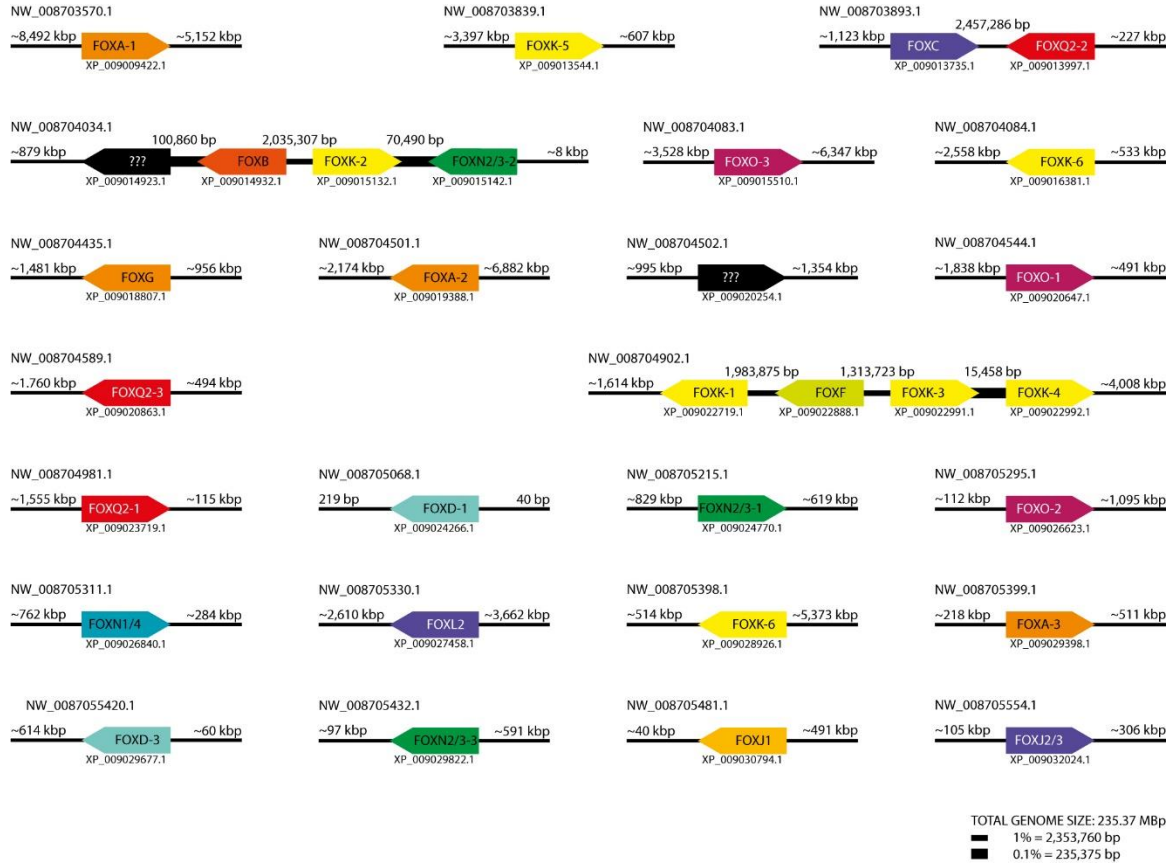 NW_008703570.1
~8,492 kbp FOXA-1 ~5,152 kbp
XP_009009422.1
NW_008703839.1
~3,397 kbp FOXK-5 ~607 kbp
XP_009013544.1
NW_008703893.1
2,457,286 bp
~1,123 kbp FOXC FOXQ2-2 ~227 kbp
XP_009013735.1 XP_009013997.1
NW_008704034.1
100,860 bp 2,035,307 bp 70,490 bp
~879 kbp ??? FOXB FOXK-2 FOXN2/3-2 ~8 kbp
XP_009014923.1 XP_009014932.1 XP_009015132.1 XP_009015142.1
NW_008704083.1
~3,528 kbp FOXO-3 ~6,347 kbp
XP_009015510.1
NW_008704084.1
~2,558 kbp FOXK-6 ~533 kbp
XP_009016381.1
NW_008704435.1
~1,481 kbp FOXG ~956 kbp
XP_009018807.1
NW_008704501.1
~2,174 kbp FOXA-2 ~6,882 kbp
XP_009019388.1
NW_008704502.1
~995 kbp ??? ~1,354 kbp
XP_009020254.1
NW_008704544.1
~1,838 kbp FOXO-1 ~491 kbp
XP_009020647.1
NW_008704589.1
~1.760 kbp FOXQ2-3 ~494 kbp
XP_009020863.1
NW_008704902.1
1,983,875 bp 1,313,723 bp 15,458 bp
~1,614 kbp FOXK-1 FOXF FOXK-3 FOXK-4 ~4,008 kbp
XP_009022719.1 XP_009022888.1 XP_009022991.1 XP_009022992.1
NW_008704981.1
~1,555 kbp FOXQ2-1 ~115 kbp
XP_009023719.1
NW_008705068.1
219 bp FOXD-1 40 bp
XP_009024266.1
NW_008705215.1
~829 kbp FOXN2/3-1 ~619 kbp
XP_009024770.1
NW_008705295.1
~112 kbp FOXO-2 ~1,095 kbp
XP_009026623.1
NW_008705311.1
~762 kbp FOXN1/4 ~284 kbp
XP_009026840.1
NW_008705330.1
~2,610 kbp FOXL2 ~3,662 kbp
XP_009027458.1
NW_008705398.1
~514 kbp FOXK-6 ~5,373 kbp
XP_009028926.1
NW_008705399.1
~218 kbp FOXA-3 ~511 kbp
XP_009029398.1
NW_0087055420.1
~614 kbp FOXD-3 ~60 kbp
XP_009029677.1
NW_008705432.1
~97 kbp FOXN2/3-3 ~591 kbp
XP_009029822.1
NW_008705481.1
~40 kbp FOXJ1 ~491 kbp
XP_009030794.1
NW_008705554.1
~105 kbp FOXJ2/3 ~306 kbp
XP_009032024.1
TOTAL GENOME SIZE: 235.37 MBp
1% = 2,353,760 bp
0.1% = 235,375 bp